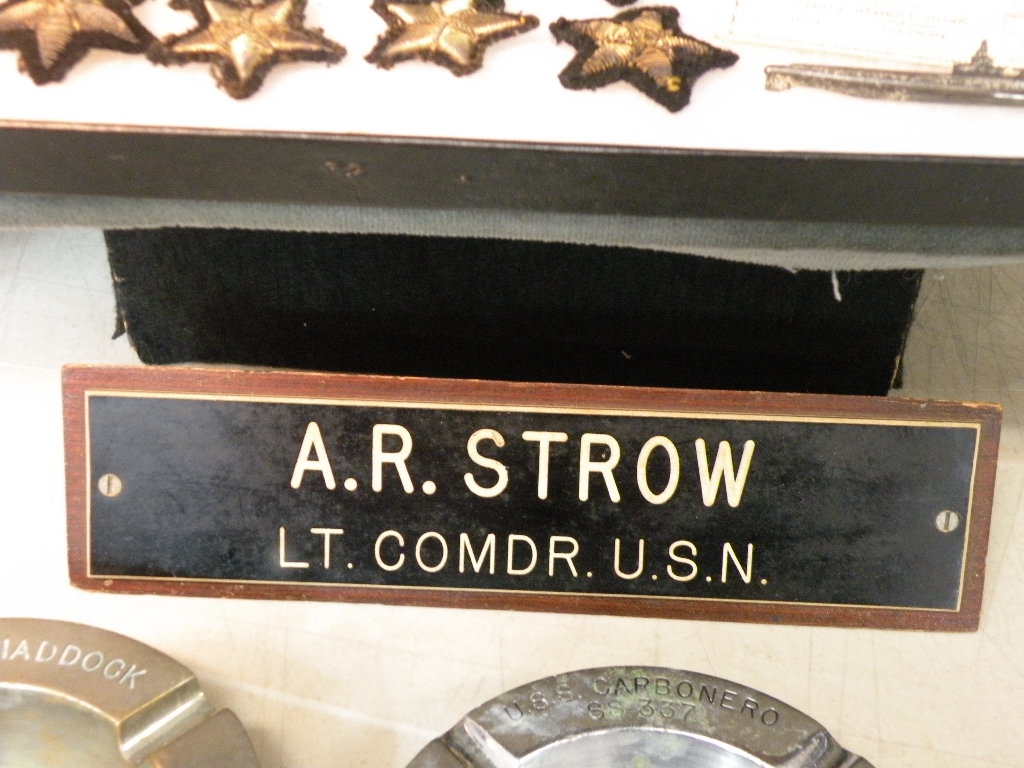 A.R. STROW
LT. COMDR. U.S.N.
MADDOCK
U.S.S. CARBONERO
SS 337